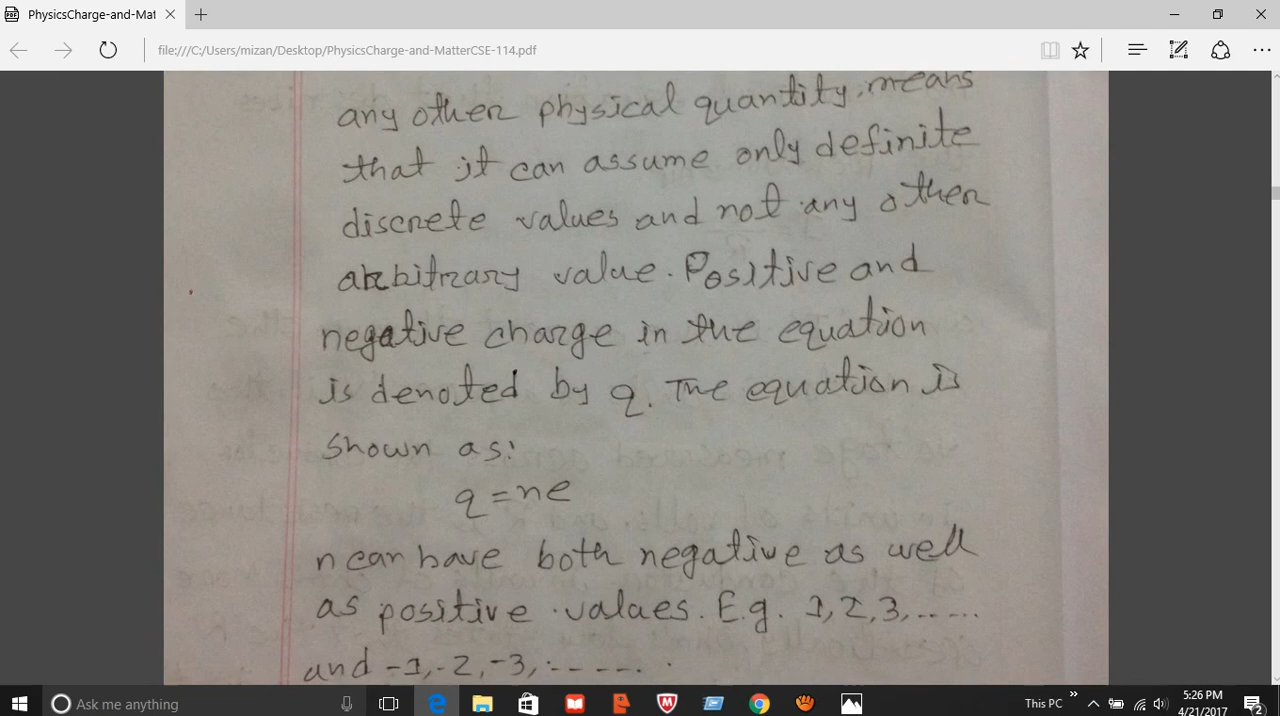 PhysicsCharge-and-Mat
file:///C:/Users/mizan/Desktop/PhysicsCharge-and-MatterCSE-114.pdf
any other physical quantity, means
that it can assume only definite
discrete values and not any other
arbitrary value. Positive and
negative charge in the equation
is denoted by q. The equation is
shown as:
q=ne
n can have both negative as well
as positive values. E.g. 1,2,3,......
and -1,-2,-3,......
Ask me anything
This PC
5:26 PM
4/21/2017
2